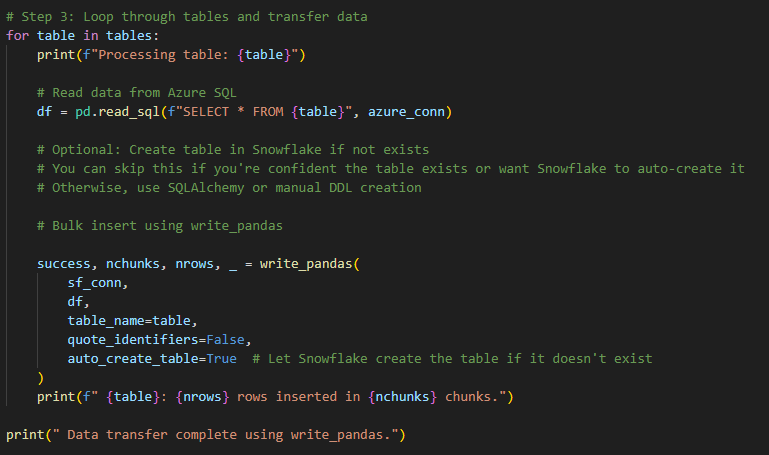 # Step 3: Loop through tables and transfer data
for table in tables:
    print(f"Processing table: {table}")

    # Read data from Azure SQL
    df = pd.read_sql(f"SELECT * FROM {table}", azure_conn)

    # Optional: Create table in Snowflake if not exists
    # You can skip this if you're confident the table exists or want Snowflake to auto-create it
    # Otherwise, use SQLAlchemy or manual DDL creation

    # Bulk insert using write_pandas

    success, nchunks, nrows, _ = write_pandas(
        sf_conn,
        df,
        table_name=table,
        quote_identifiers=False,
        auto_create_table=True  # Let Snowflake create the table if it doesn't exist
    )
    print(f" {table}: {nrows} rows inserted in {nchunks} chunks.")

print(" Data transfer complete using write_pandas.")